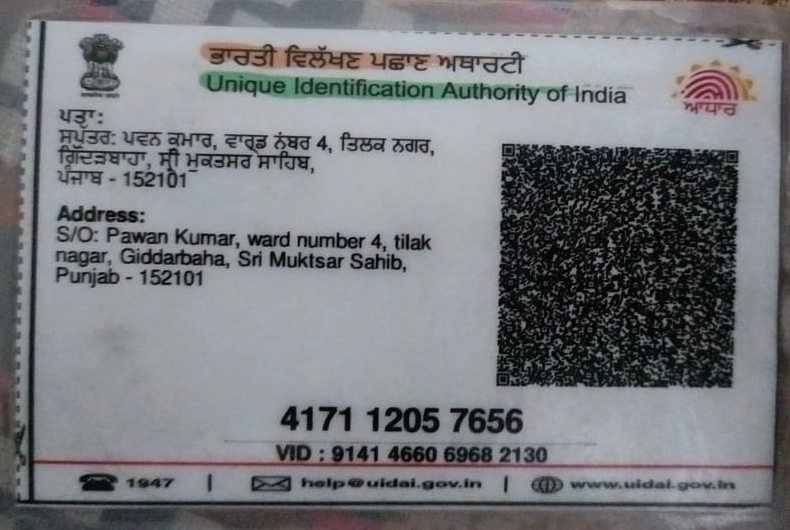 ਭਾਰਤੀ ਵਿਲੱਖਣ ਪਛਾਣ ਅਥਾਰਟੀ
Unique Identification Authority of India
ਆਧਾਰ
ਪਤਾ:
ਸਪੁੱਤਰ: ਪਵਨ ਕੁਮਾਰ, ਵਾਰਡ ਨੰਬਰ 4, ਤਿਲਕ ਨਗਰ,
ਗਿੱਦੜਬਾਹਾ, ਸ੍ਰੀ ਮੁਕਤਸਰ ਸਾਹਿਬ,
ਪੰਜਾਬ - 152101
Address:
S/O: Pawan Kumar, ward number 4, tilak
nagar, Giddarbaha, Sri Muktsar Sahib,
Punjab - 152101
4171 1205 7656
VID : 9141 4660 6968 2130
1947 | help@uidai.gov.in | www.uidai.gov.in